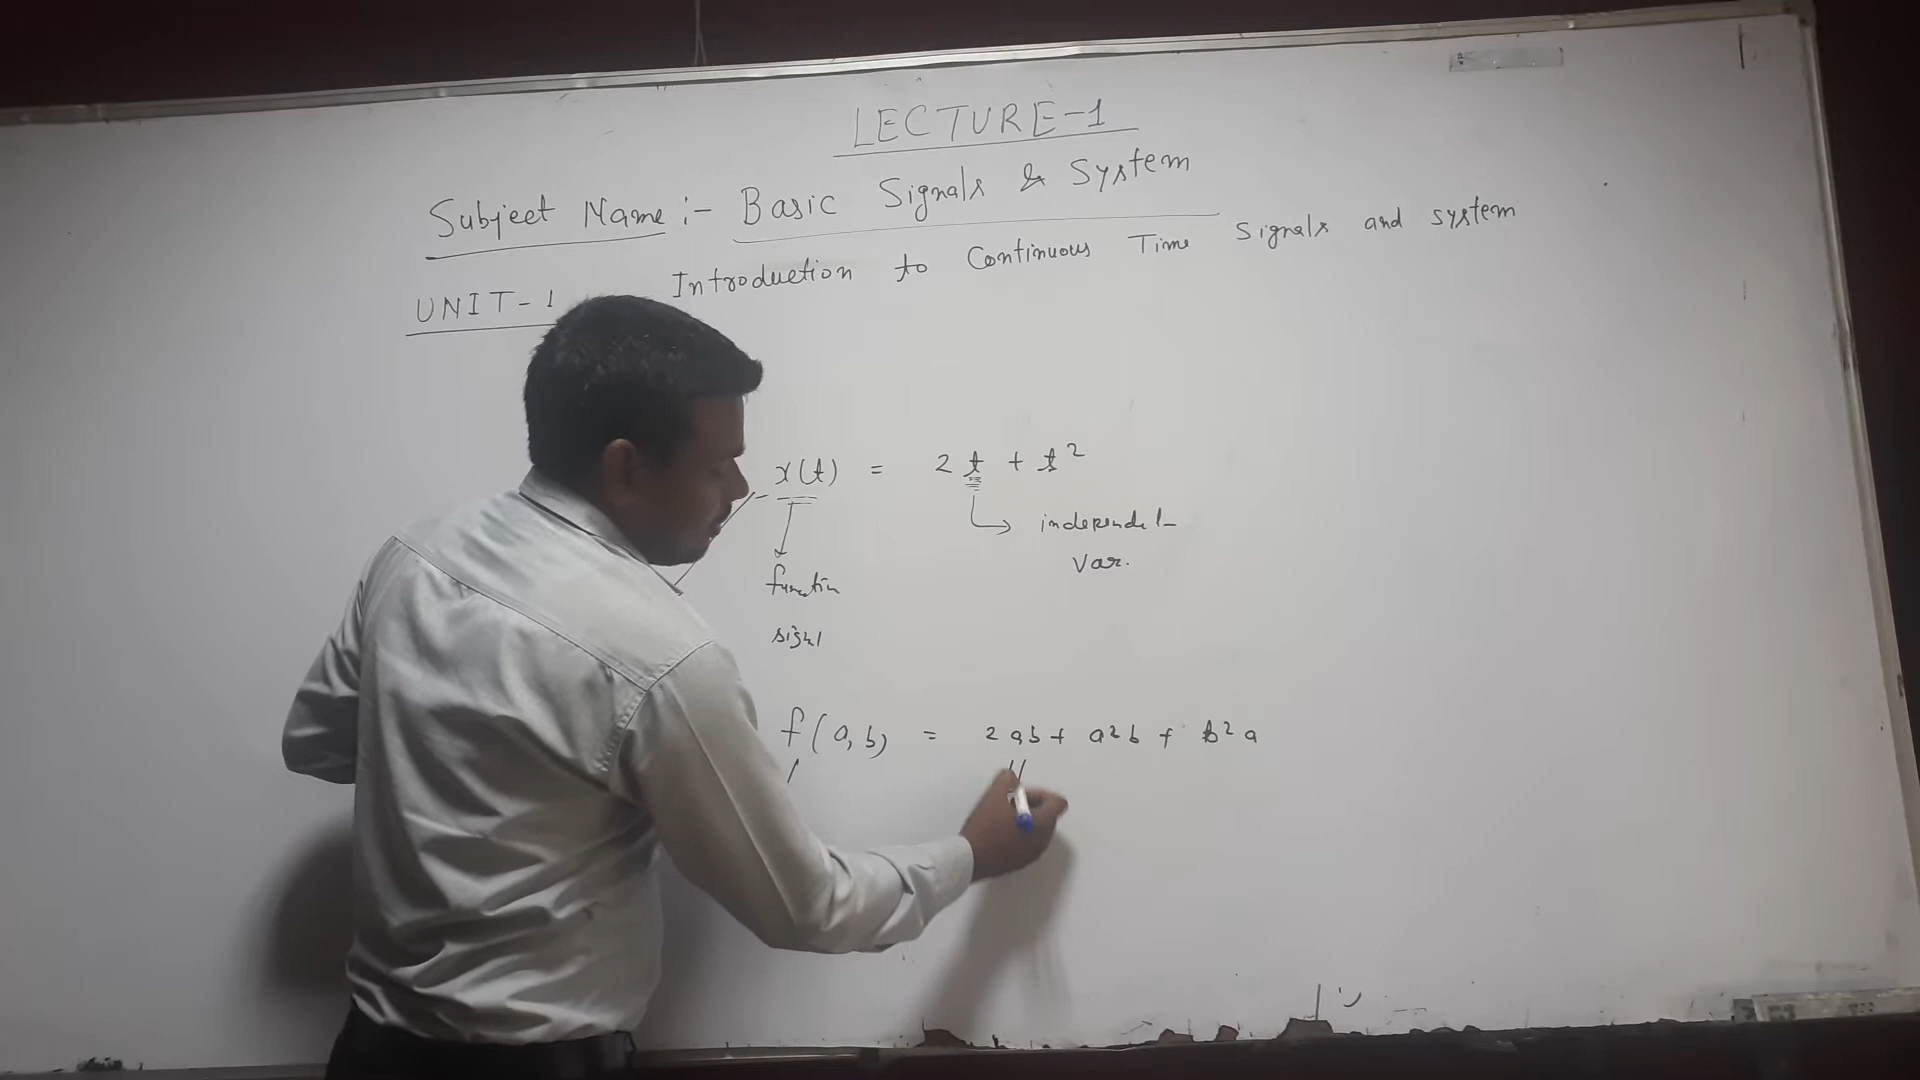 LECTURE-1
Subject Name :- Basic Signals & System
UNIT-1 Introduction to Continuous Time Signals and system
x(t) = 2t + t²
independent
Var.
function
signal
f(a,b) = 2ab + a²b + b²a